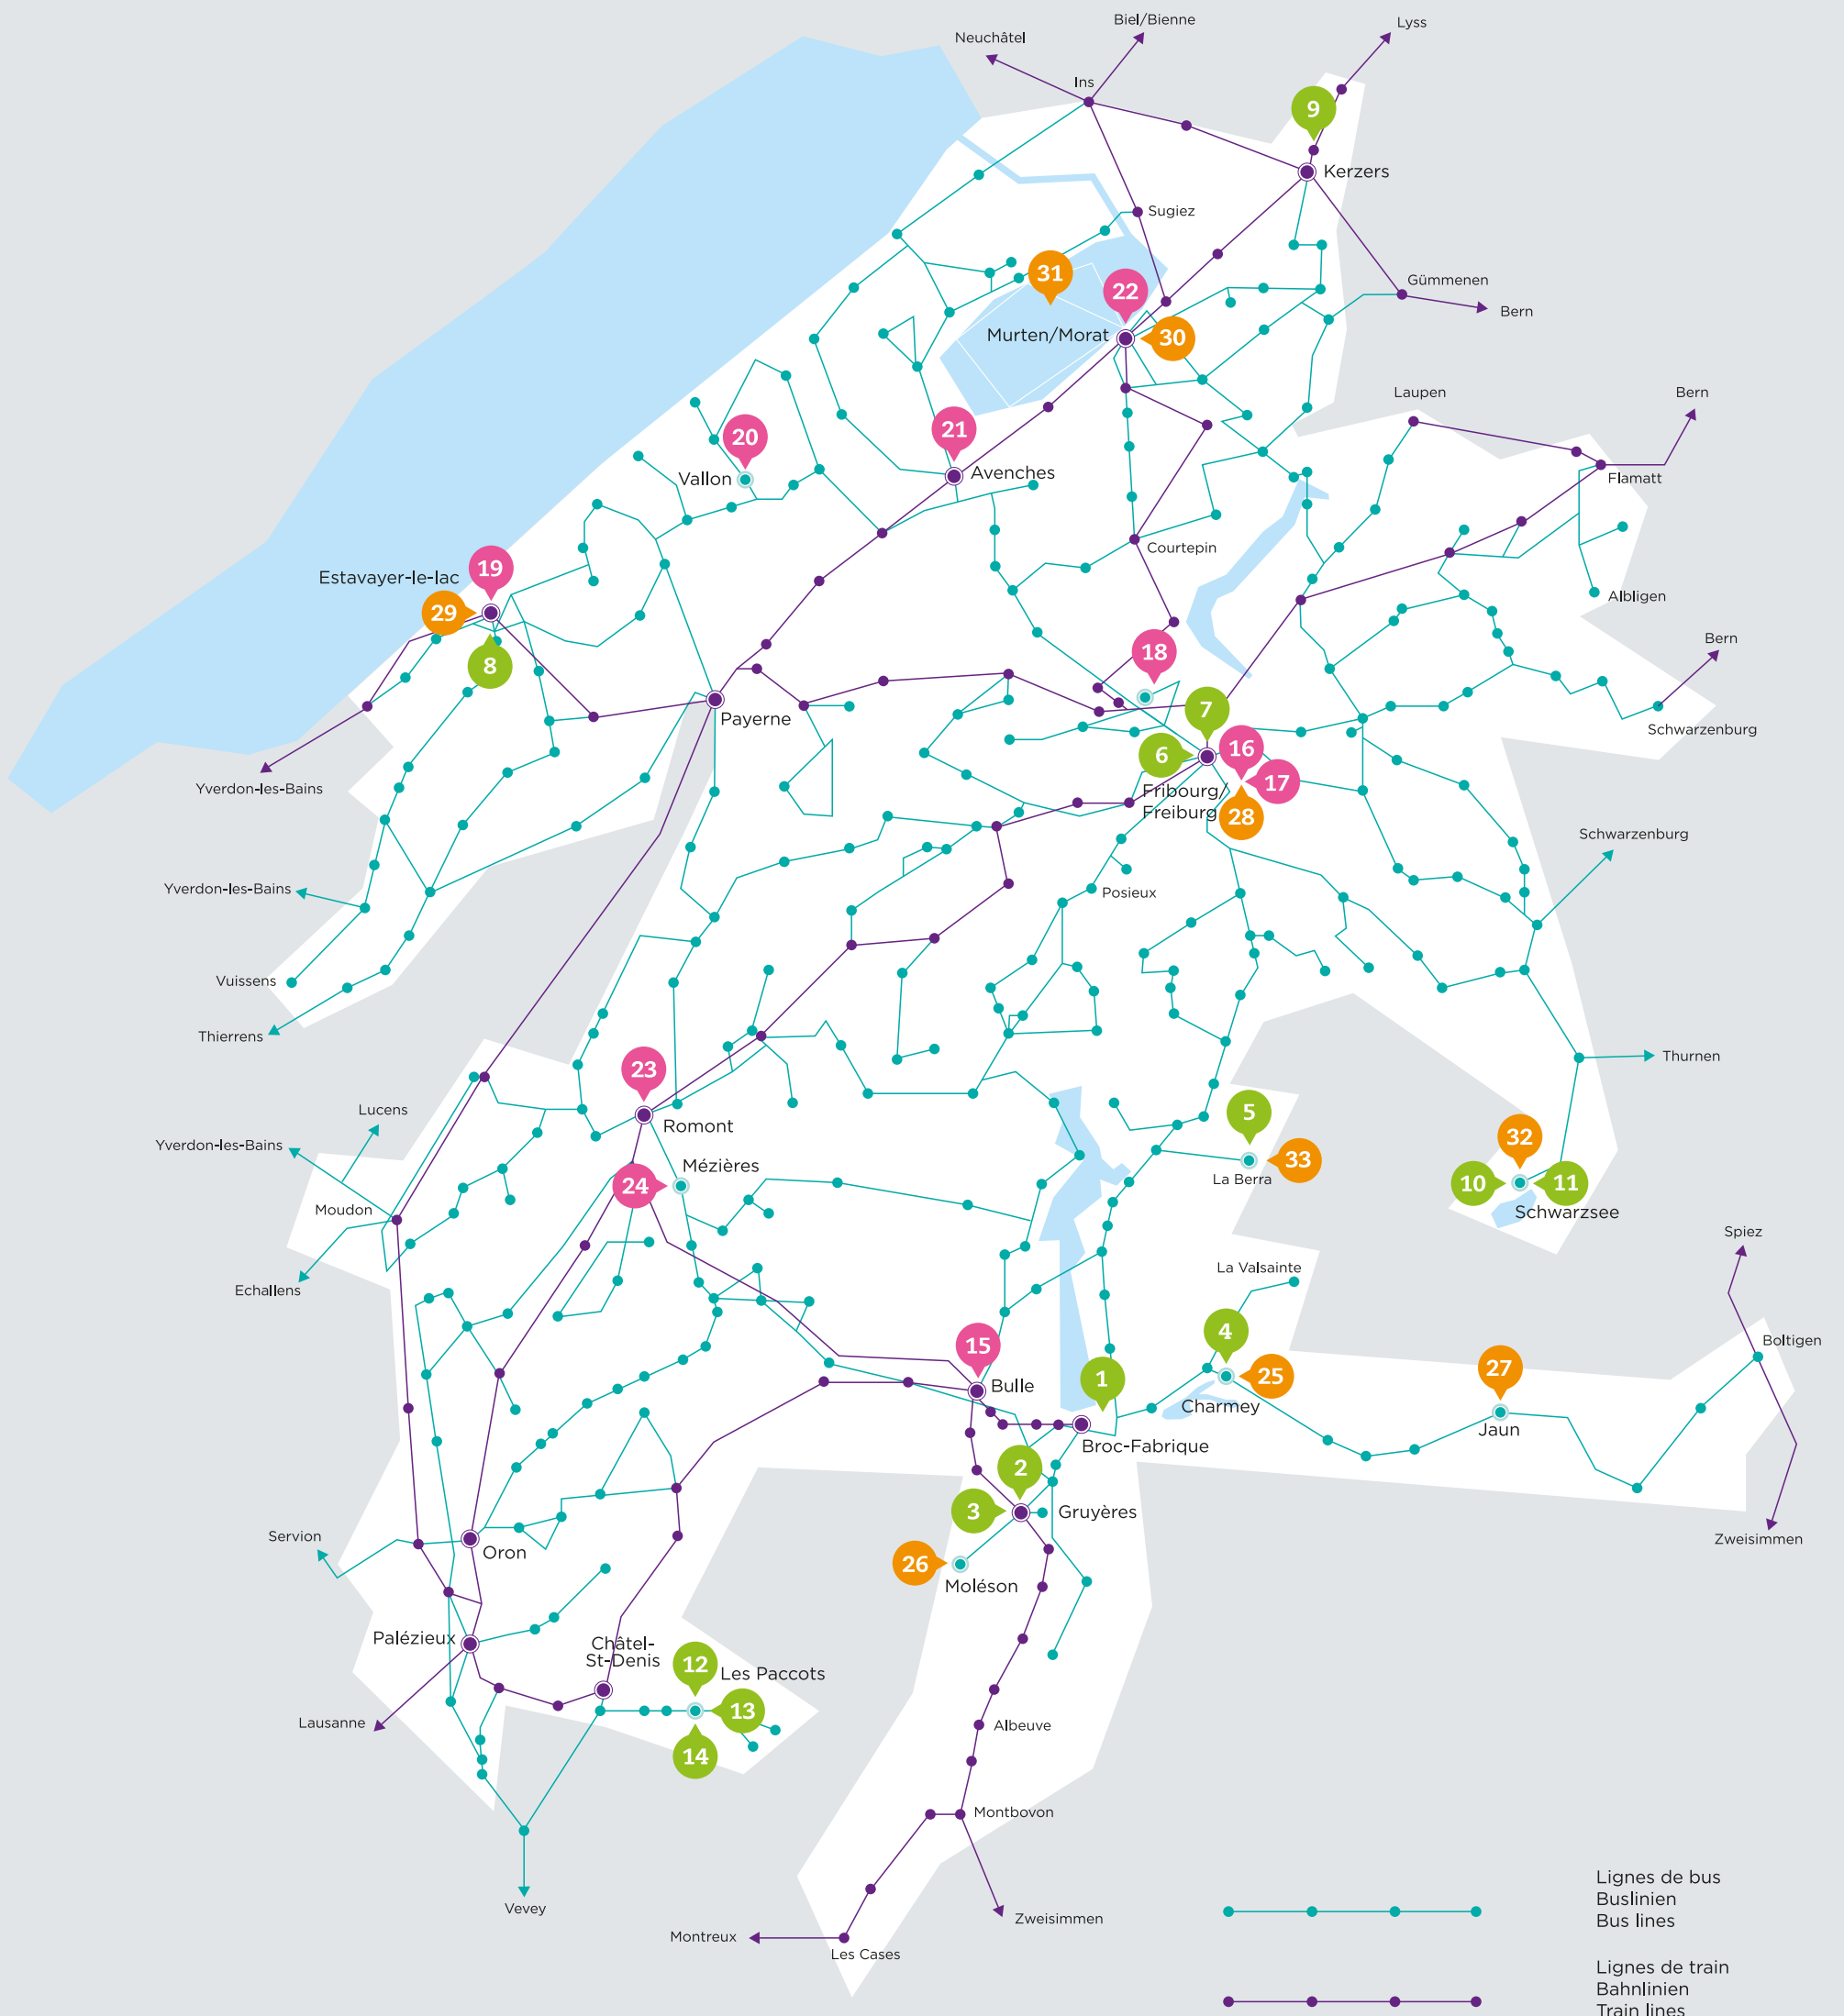 Biel/Bienne
Lyss
Neuchâtel
Ins
9
Kerzers
Sugiez
31
Gümmenen
22
Bern
Murten/Morat
30
Laupen
Bern
21
20
Avenches
Vallon
Flamatt
Courtepin
19
Estavayer-le-lac
Albligen
29
Bern
18
8
7
Payerne
Schwarzenburg
16
6
17
Yverdon-les-Bains
Fribourg/
Freiburg
28
Schwarzenburg
Yverdon-les-Bains
Posieux
Vuissens
Thierrens
Thurnen
23
Lucens
5
Romont
32
Yverdon-les-Bains
33
Mézières
La Berra
10
11
24
Moudon
Schwarzsee
Spiez
La Valsainte
Echallens
4
Boltigen
15
27
1
25
Bulle
Charmey
Jaun
Broc-Fabrique
2
3
Gruyères
Servion
Zweisimmen
Oron
26
Moléson
Palézieux
Châtel-
St-Denis
12
Les Paccots
13
Lausanne
Albeuve
14
Montbovon
Lignes de bus
Buslinien
Bus lines
Vevey
Zweisimmen
Montreux
Les Cases
Lignes de train
Bahnlinien
Train lines